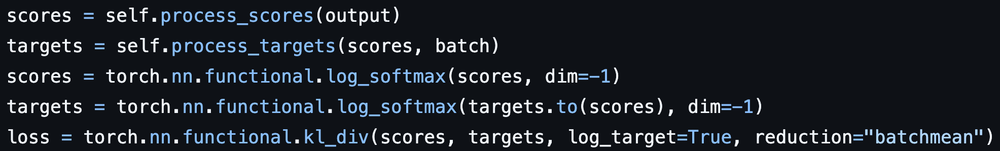 scores = self.process_scores(output)
targets = self.process_targets(scores, batch)
scores = torch.nn.functional.log_softmax(scores, dim=-1)
targets = torch.nn.functional.log_softmax(targets.to(scores), dim=-1)
loss = torch.nn.functional.kl_div(scores, targets, log_target=True, reduction="batchmean")